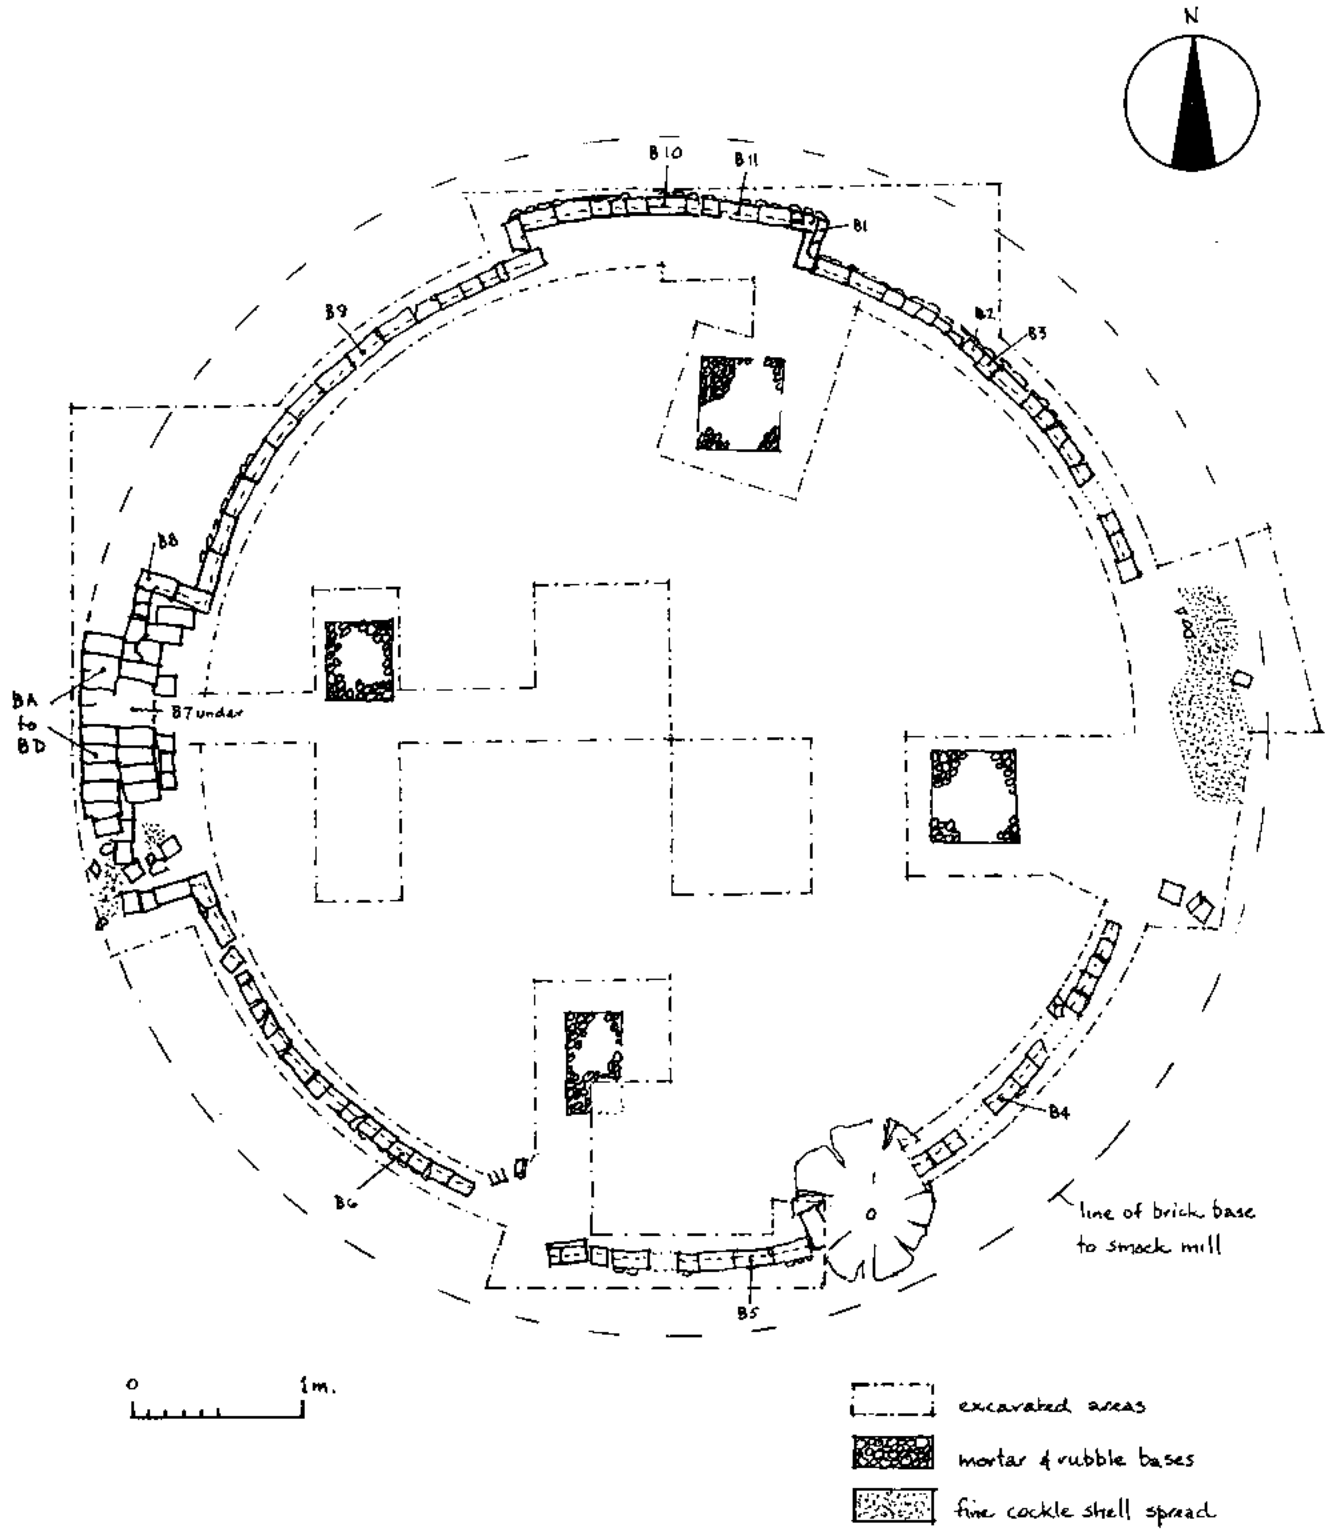 N
B10
B11
B1
B2
B3
B9
B8
BA
to
BD
B7 under
B4
B6
line of brick base
to smock mill
B5
0
1m.
excavated areas
mortar & rubble bases
fine cockle shell spread